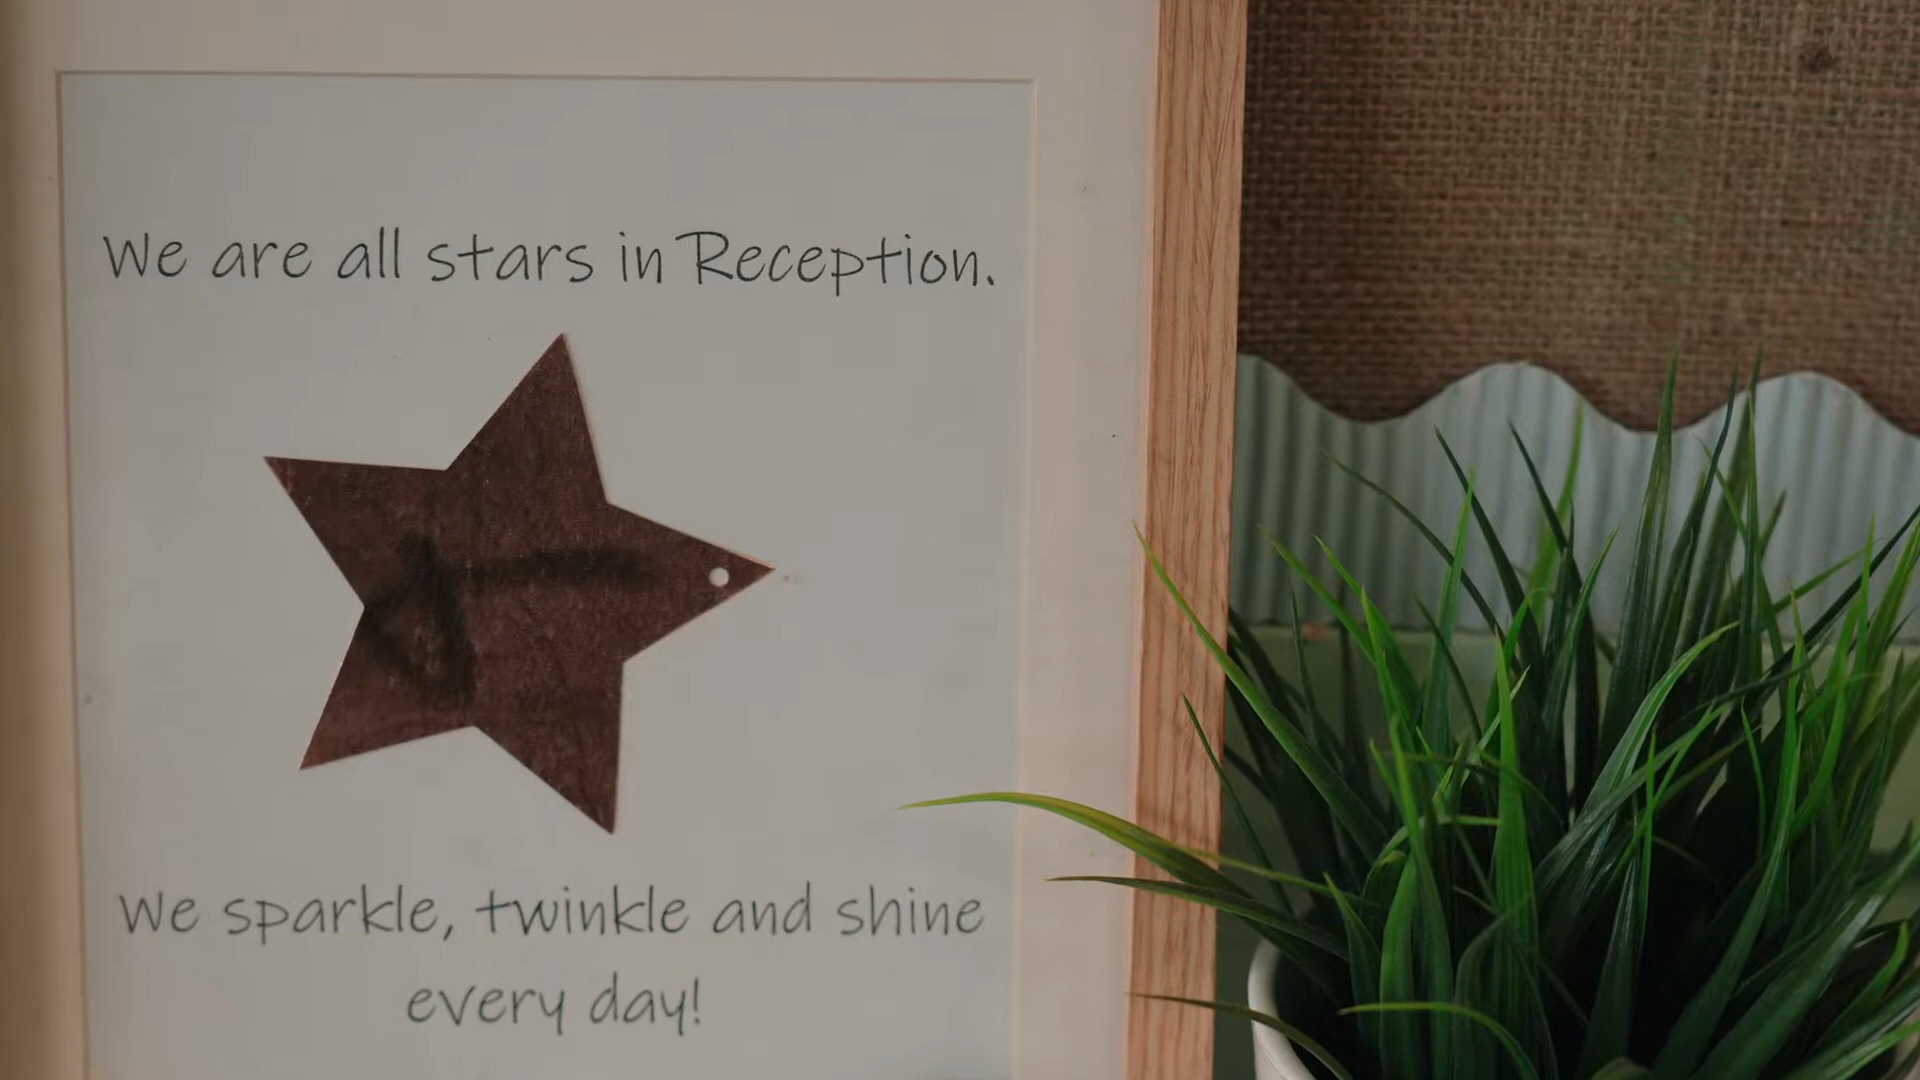 We are all stars in Reception.
We sparkle, twinkle and shine
every day!